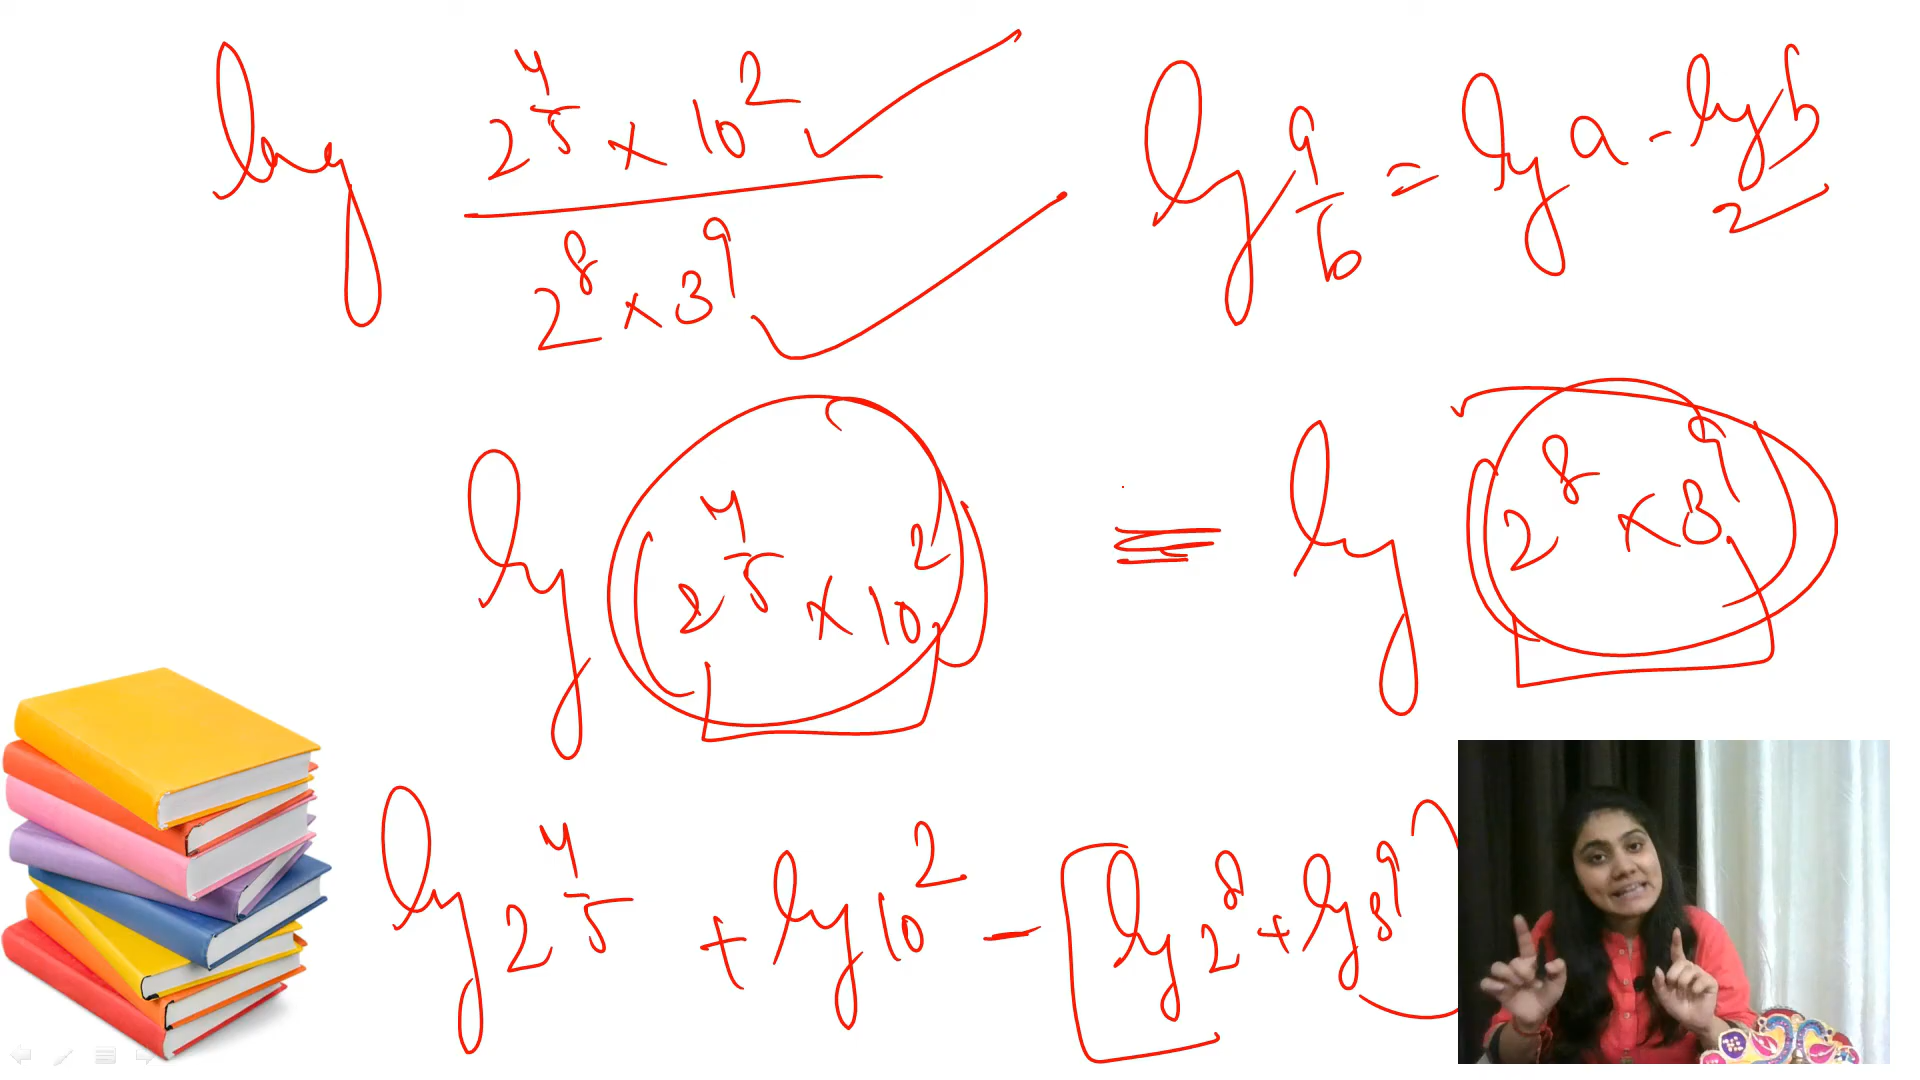 log 2^4/5 × 10^2 / 2^8 × 3^9
log a/b = log a - log b
log (2^4/5 × 10^2) = log (2^8 × 3^9)
log 2^4/5 + log 10^2 - [log 2^8 + log 3^9